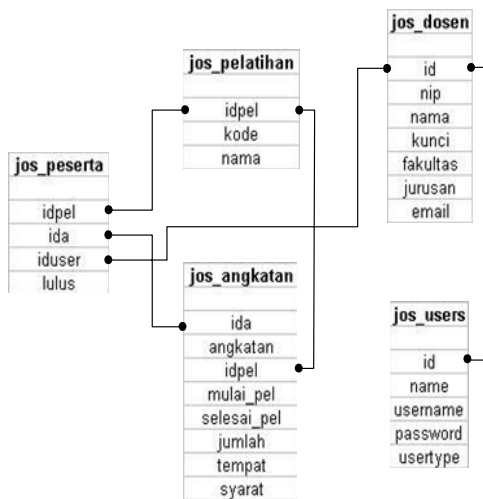 jos_peserta
idpel
ida
iduser
lulus
jos_pelatihan
idpel
kode
nama
jos_angkatan
ida
angkatan
idpel
mulai_pel
selesai_pel
jumlah
tempat
syarat
jos_dosen
id
nip
nama
kunci
fakultas
jurusan
email
jos_users
id
name
username
password
usertype